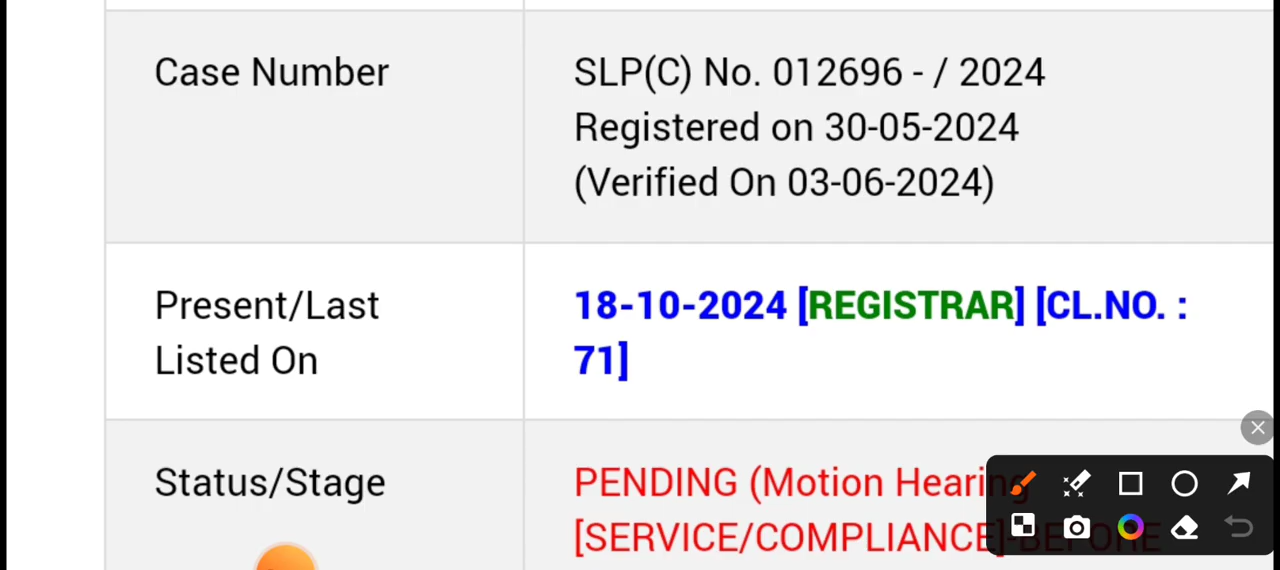 Case Number
SLP(C) No. 012696 - / 2024
Registered on 30-05-2024
(Verified On 03-06-2024)
Present/Last
Listed On
18-10-2024 [REGISTRAR] [CL.NO. :
71]
Status/Stage
PENDING (Motion Hearing
[SERVICE/COMPLIANCE]-BEFORE